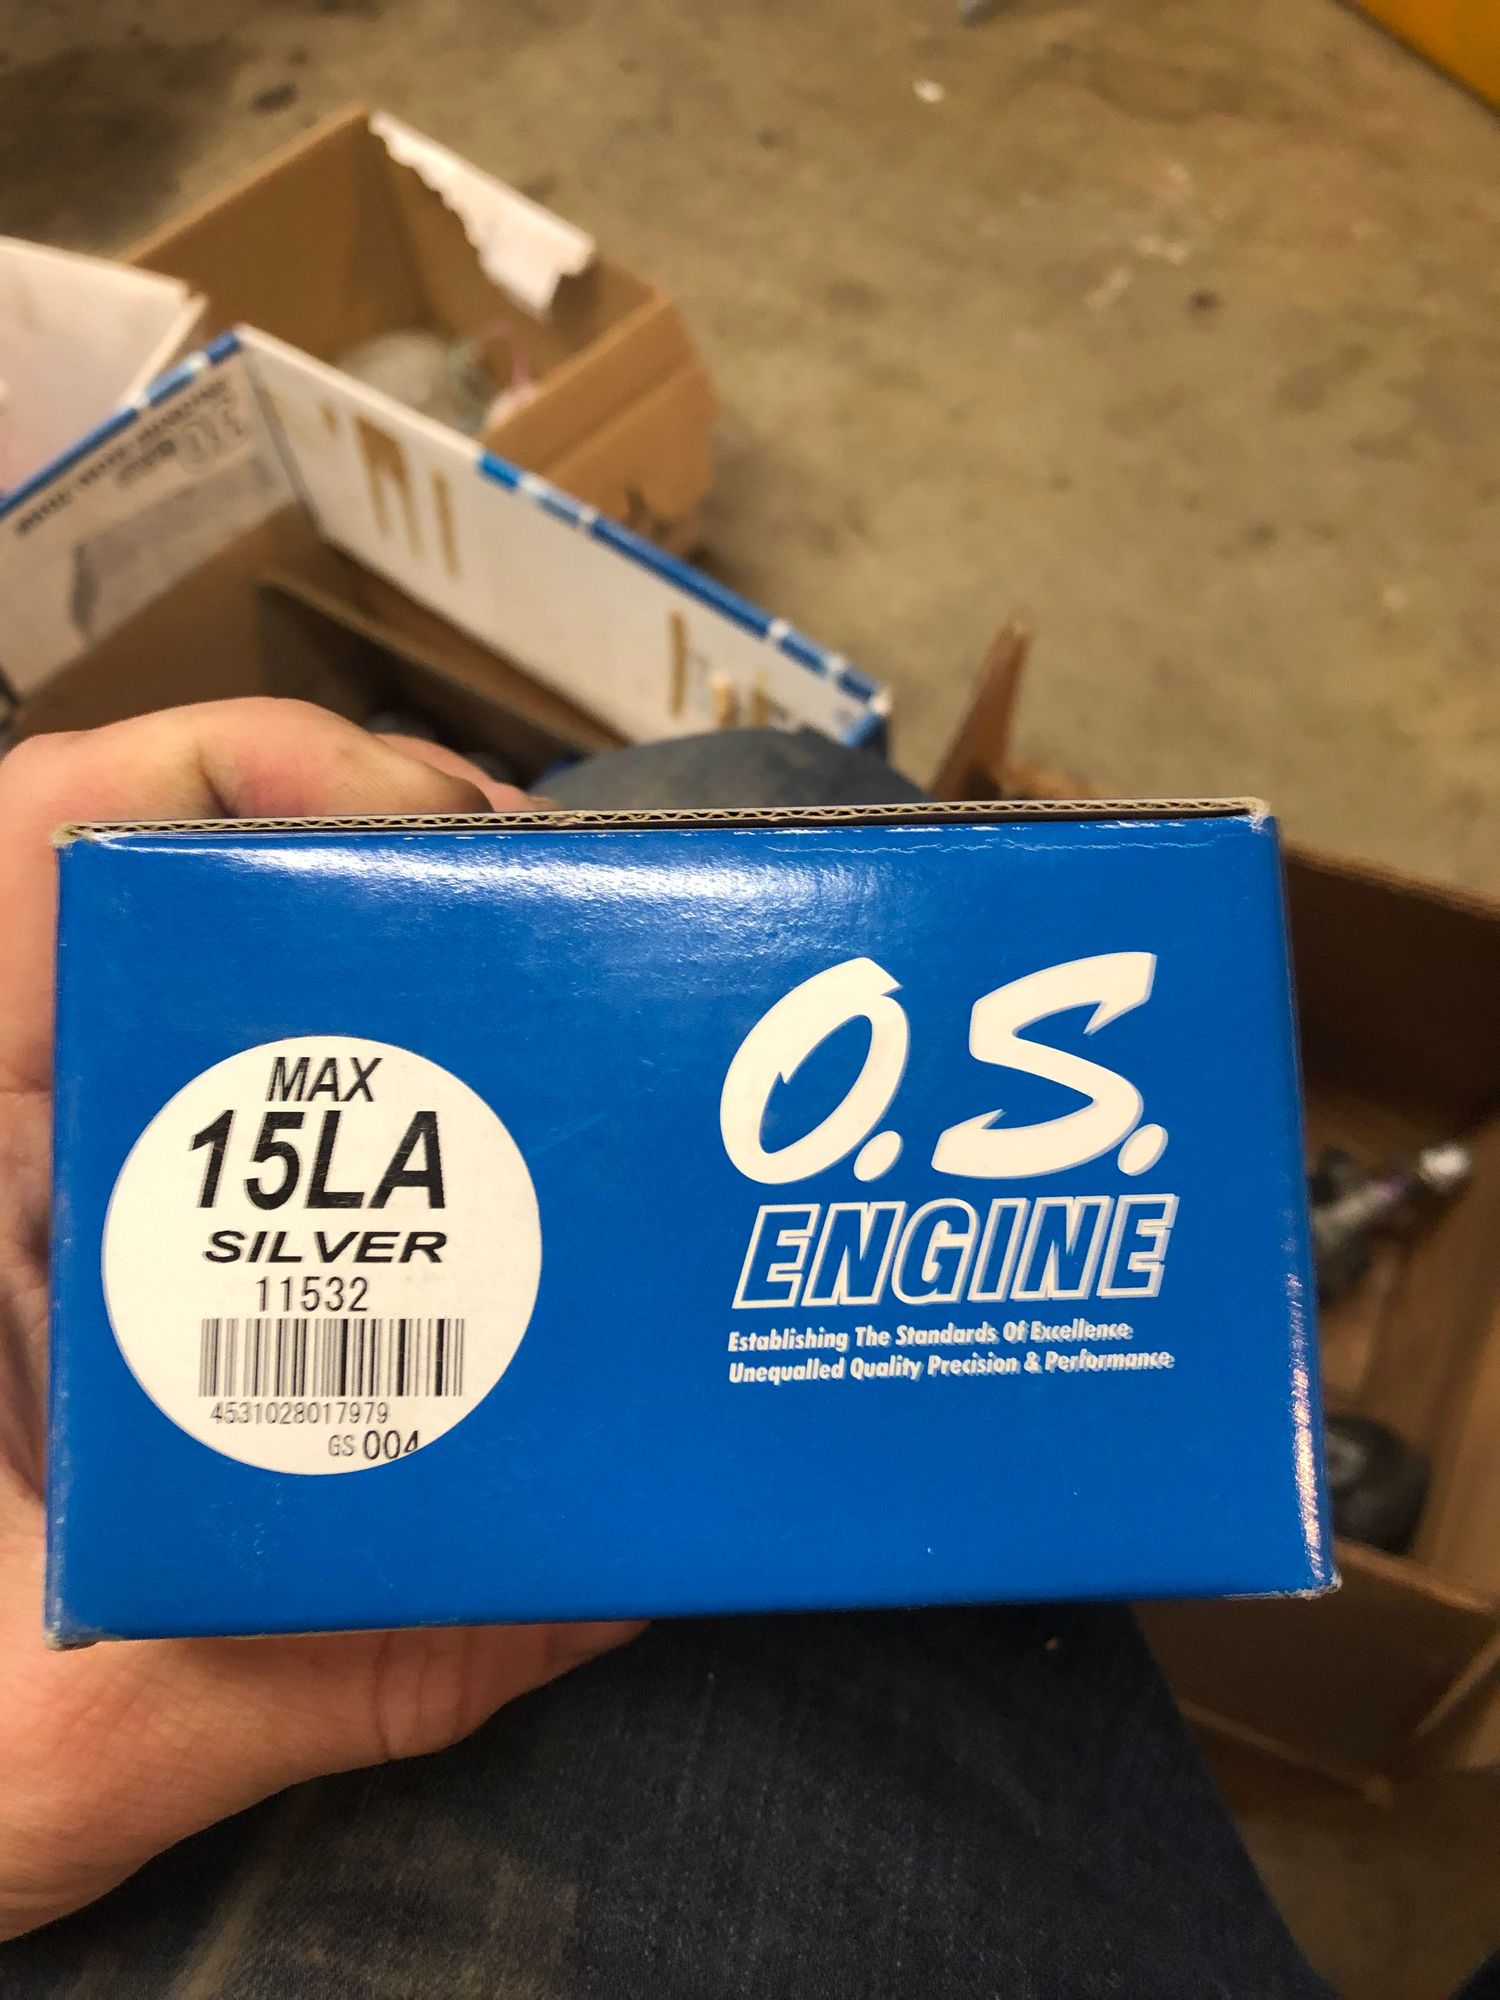 MAX
15LA
SILVER
11532
4531028017979
GS 004
O.S.
ENGINE
Establishing The Standards Of Excellence
Unequalled Quality Precision & Performance